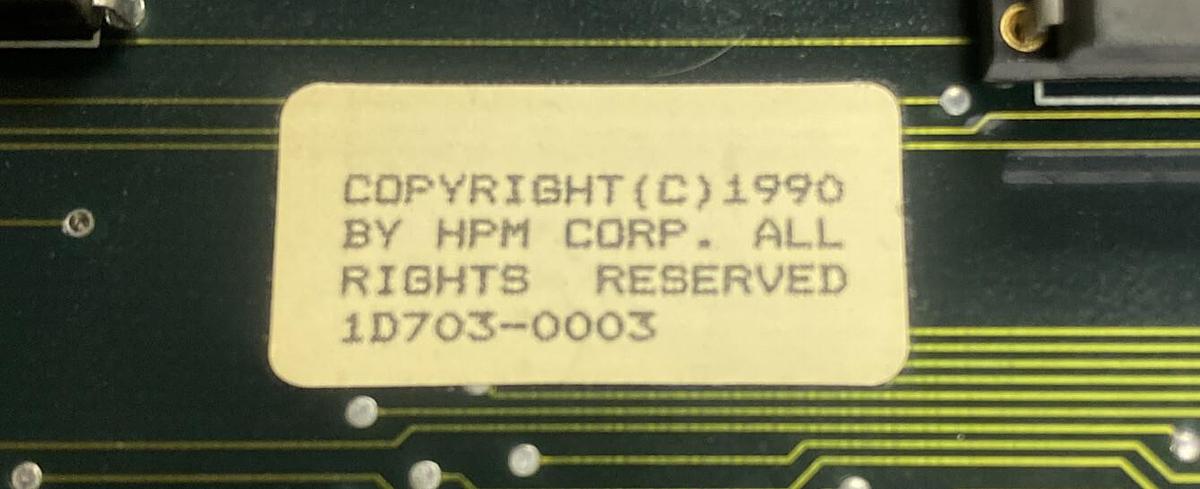 COPYRIGHT(C)1990
BY HPM CORP. ALL
RIGHTS RESERVED
1D703-0003